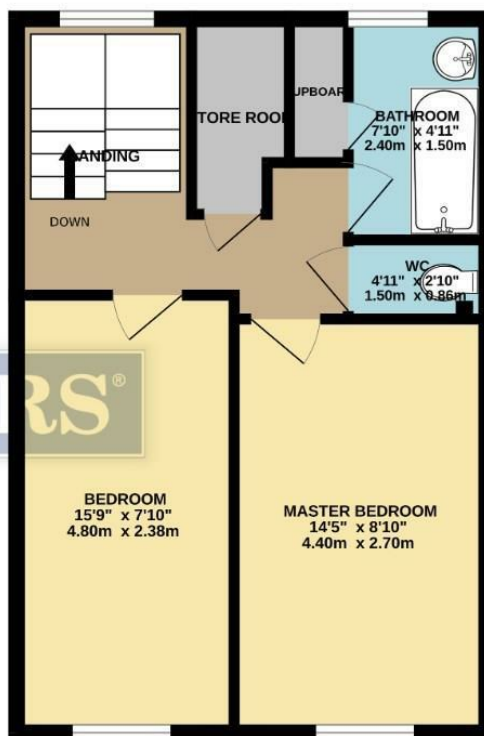 TORE ROO
UPBOAR
BATHROOM
7'10" x 4'11"
2.40m x 1.50m
ANDING
DOWN
WC
4'11" x 2'10"
1.50m x 0.86m
RS®
BEDROOM
15'9" x 7'10"
4.80m x 2.38m
MASTER BEDROOM
14'5" x 8'10"
4.40m x 2.70m